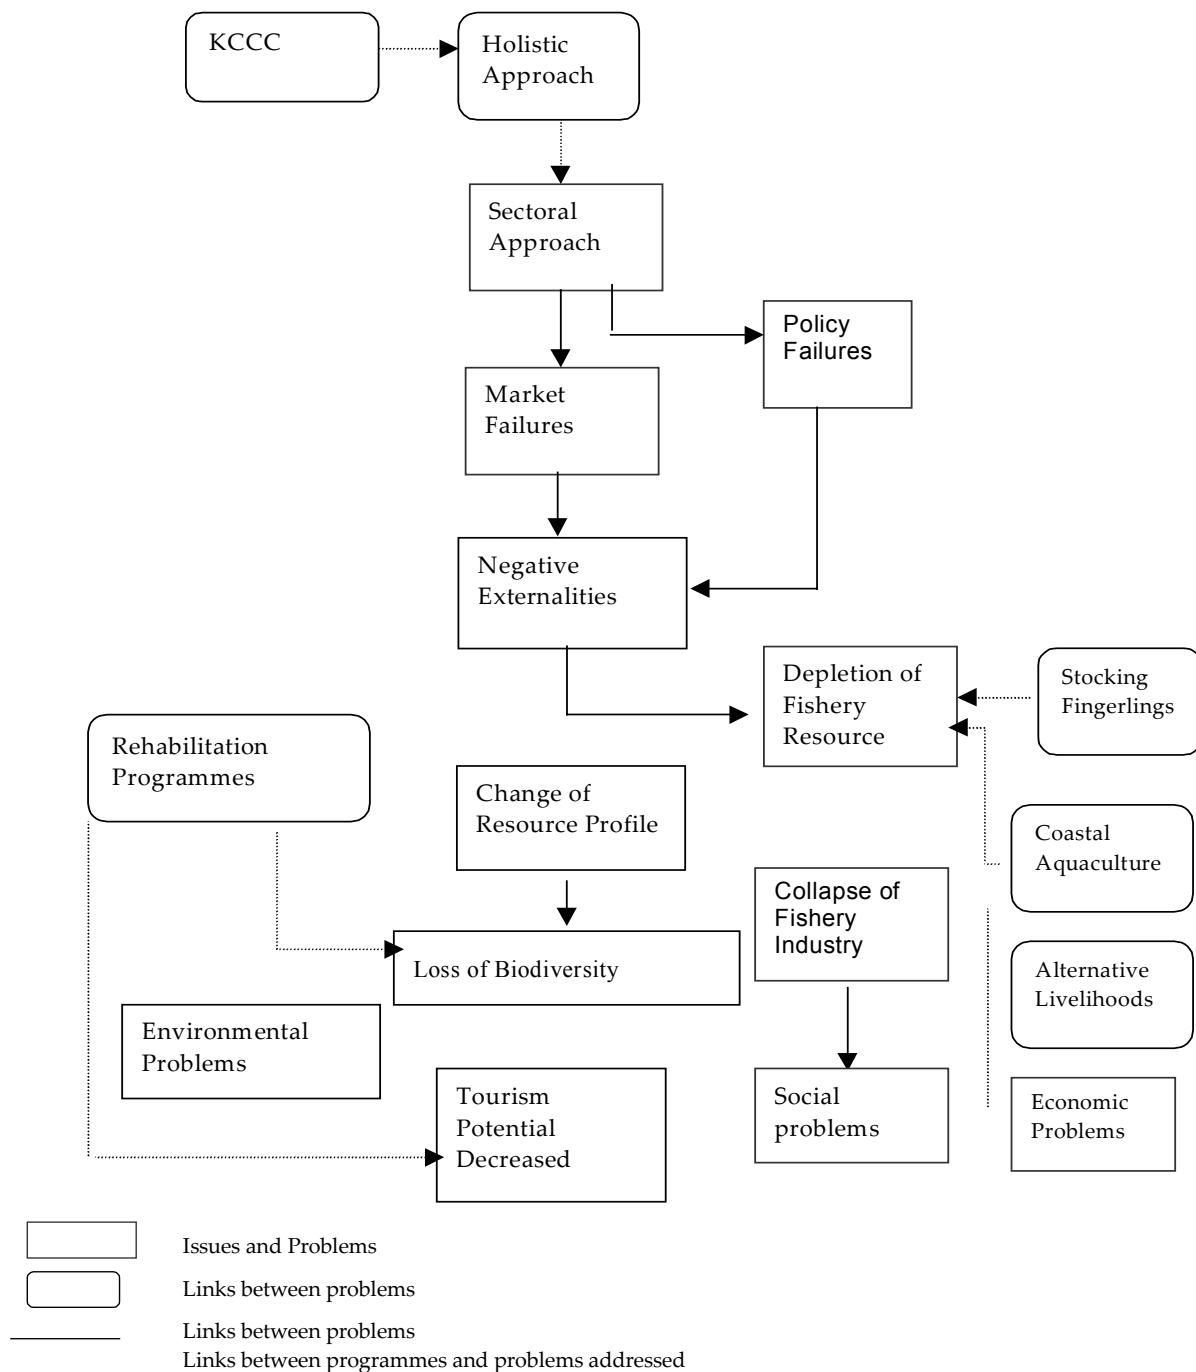 KCCC
Holistic
Approach
Sectoral
Approach
Policy
Failures
Market
Failures
Negative
Externalities
Depletion of
Fishery
Resource
Stocking
Fingerlings
Rehabilitation
Programmes
Change of
Resource Profile
Coastal
Aquaculture
Collapse of
Fishery
Industry
Loss of Biodiversity
Alternative
Livelihoods
Environmental
Problems
Tourism
Potential
Decreased
Social
problems
Economic
Problems
Issues and Problems
Links between problems
Links between problems
Links between programmes and problems addressed